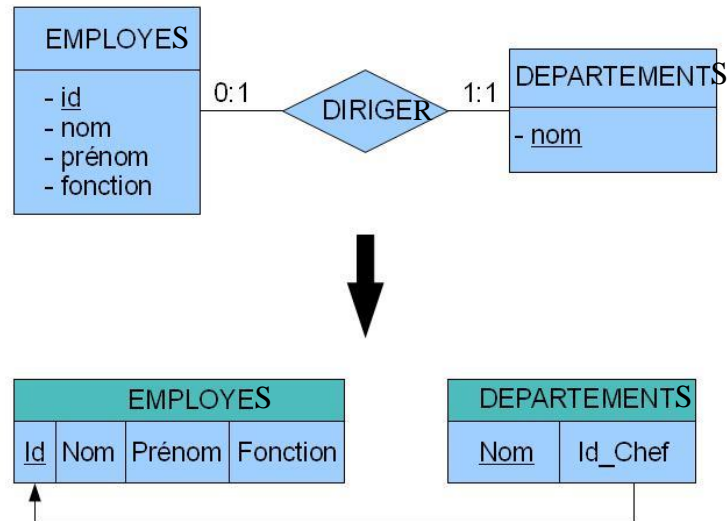 EMPLOYES
- id
- nom
- prénom
- fonction
0:1
DIRIGER
1:1
DEPARTEMENTS
- nom
EMPLOYES
Id Nom Prénom Fonction
DEPARTEMENTS
Nom Id_Chef